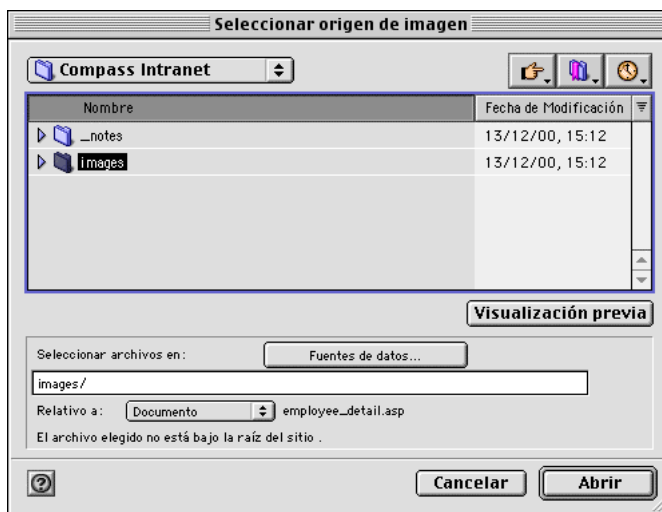 Seleccionar origen de imagen
Compass Intranet
Nombre Fecha de Modificación
_notes 13/12/00, 15:12
images 13/12/00, 15:12
Visualización previa
Seleccionar archivos en: Fuentes de datos...
images/
Relativo a: Documento employee_detail.asp
El archivo elegido no está bajo la raíz del sitio .
? Cancelar Abrir